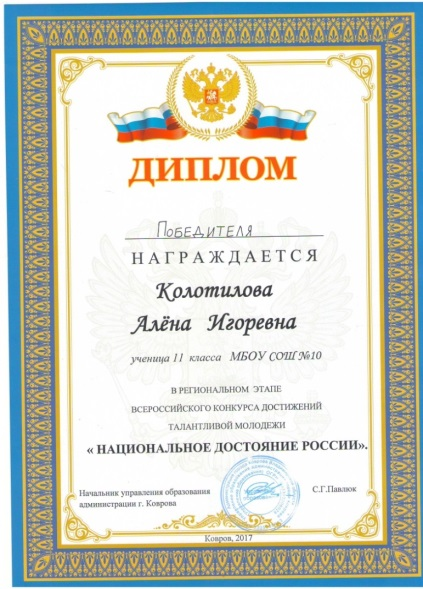 ДИПЛОМ
ПОБЕДИТЕЛЯ
НАГРАЖДАЕТСЯ
Колотилова
Алёна Игоревна
ученица 11 класса МБОУ СОШ №10
В РЕГИОНАЛЬНОМ ЭТАПЕ
ВСЕРОССИЙСКОГО КОНКУРСА ДОСТИЖЕНИЙ
ТАЛАНТЛИВОЙ МОЛОДЕЖИ
« НАЦИОНАЛЬНОЕ ДОСТОЯНИЕ РОССИИ».
Начальник управления образования
администрации г. Коврова
С.Г.Павлюк
Ковров, 2017